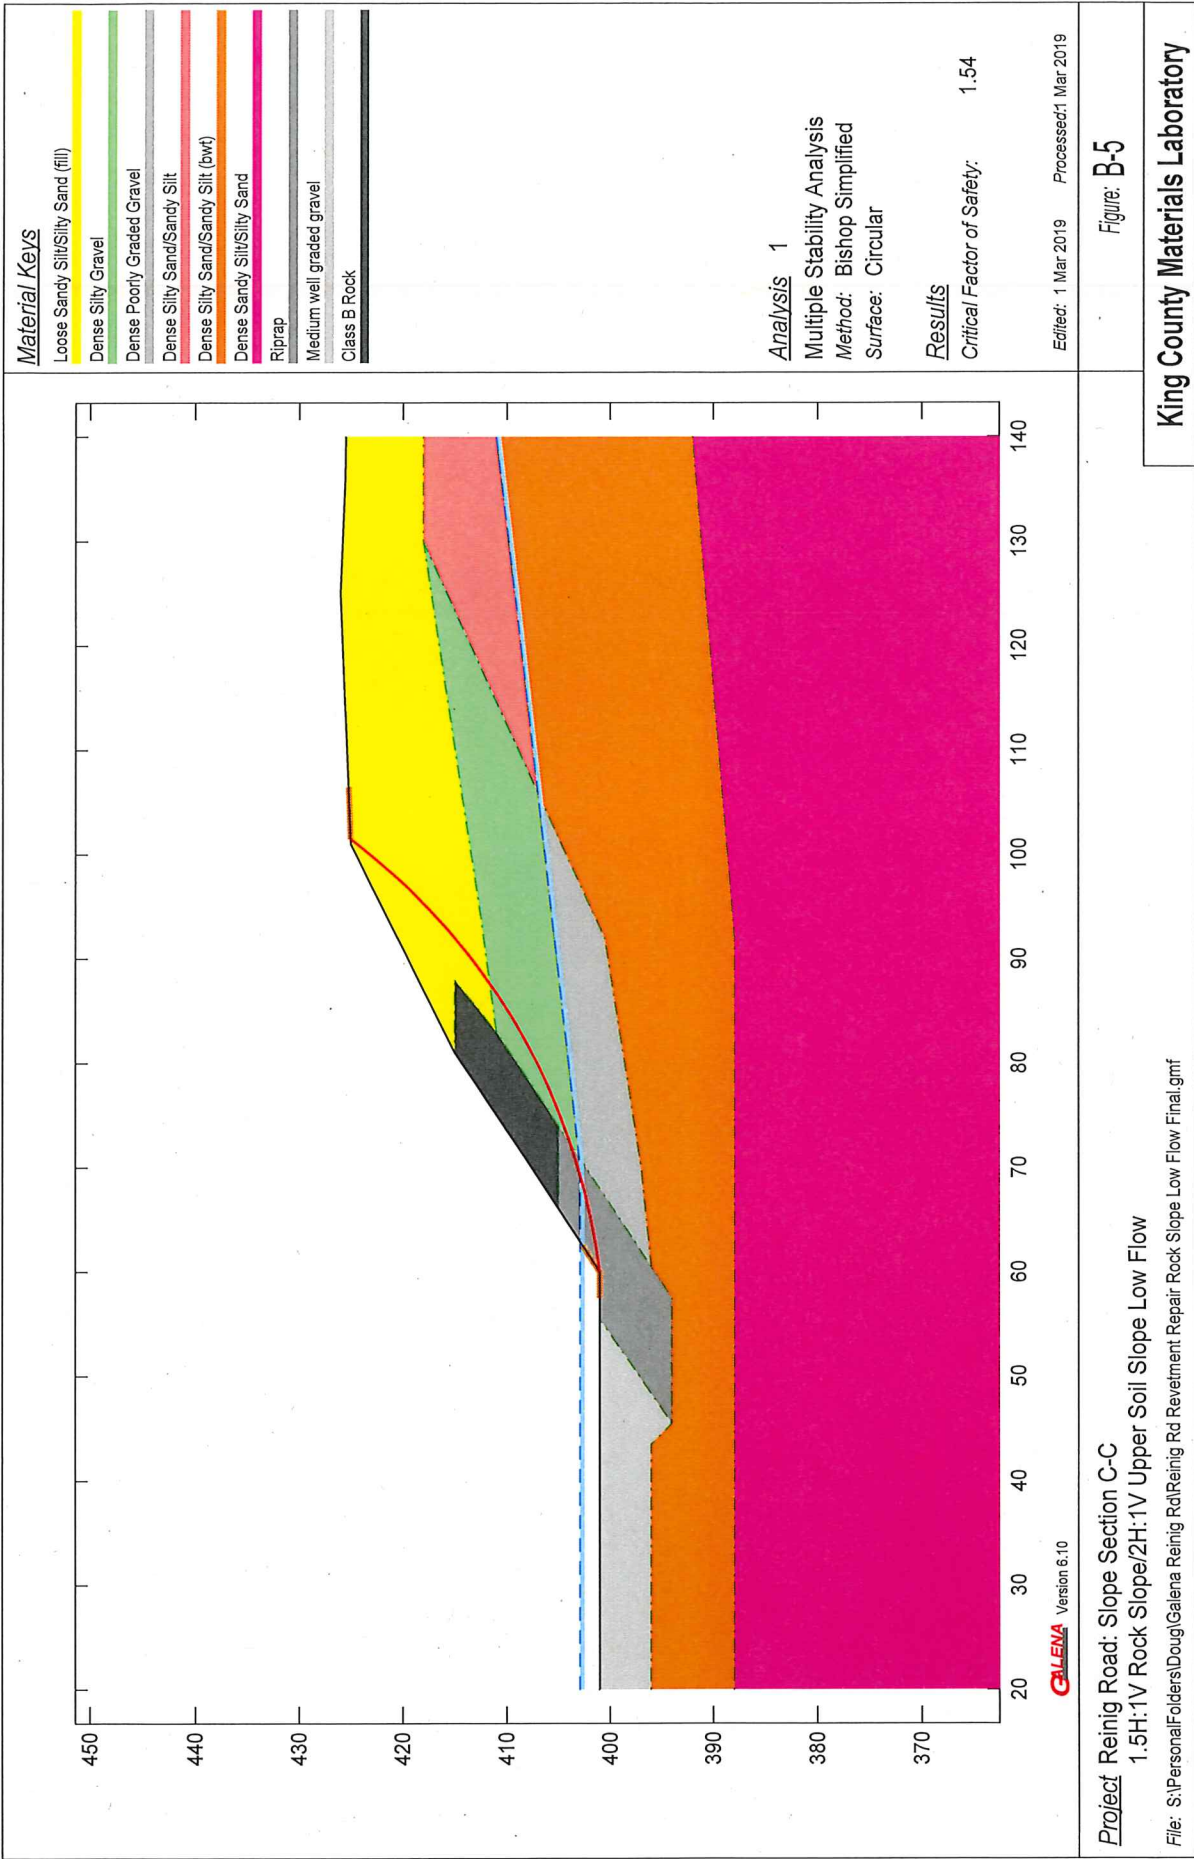 Material Keys
Loose Sandy Silt/Silty Sand (fill)
Dense Silty Gravel
Dense Poorly Graded Gravel
Dense Silty Sand/Sandy Silt
Dense Silty Sand/Sandy Silt (bwt)
Dense Sandy Silt/Silty Sand
Riprap
Medium well graded gravel
Class B Rock
Analysis 1
Multiple Stability Analysis
Method: Bishop Simplified
Surface: Circular
Results
Critical Factor of Safety: 1.54
Edited: 1 Mar 2019 Processed:1 Mar 2019
450
440
430
420
410
400
390
380
370
20 30 40 50 60 70 80 90 100 110 120 130 140
GALENA Version 6.10
Project Reinig Road: Slope Section C-C
1.5H:1V Rock Slope/2H:1V Upper Soil Slope Low Flow
File: S:\PersonalFolders\Doug\Galena Reinig Rd\Reinig Rd Revetment Repair Rock Slope Low Flow Final.gmf
Figure: B-5
King County Materials Laboratory